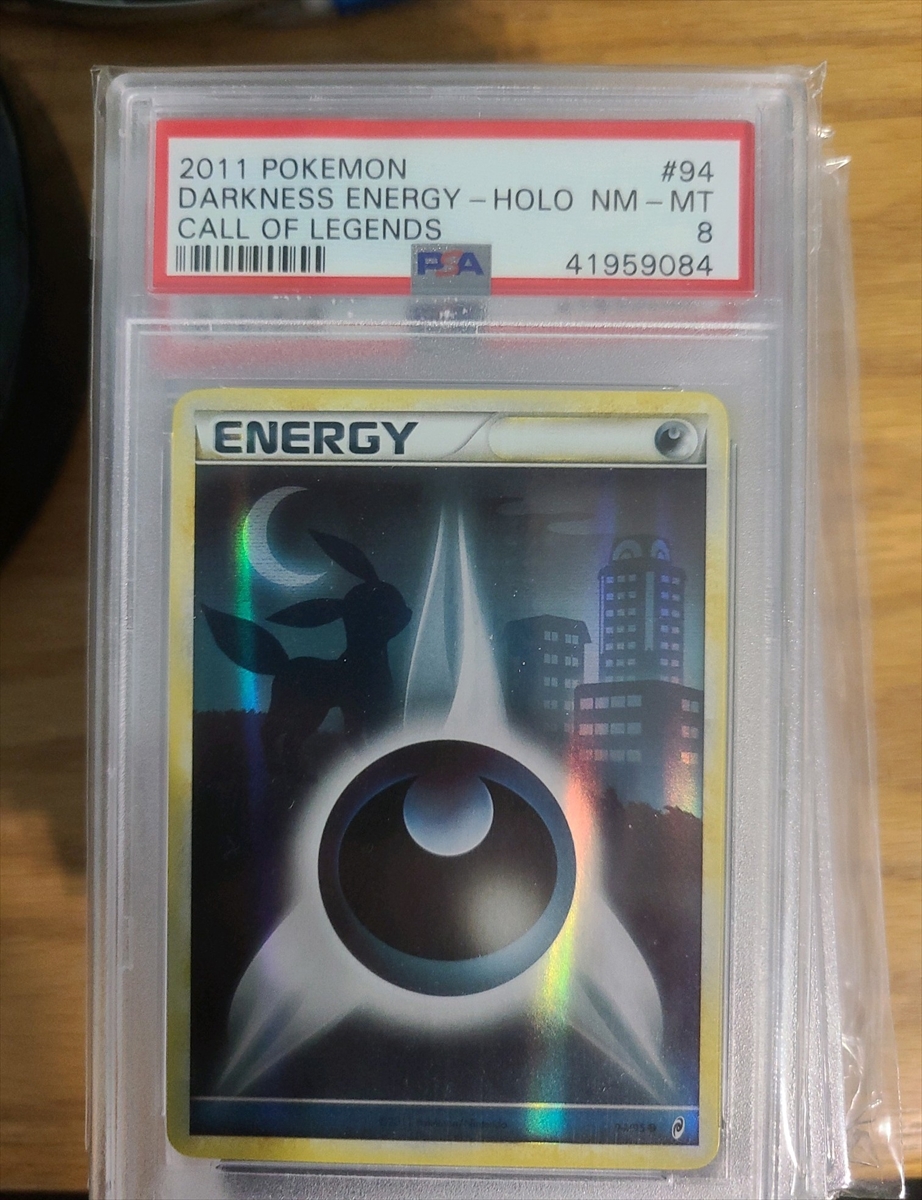 2011 POKEMON #94
DARKNESS ENERGY - HOLO NM - MT
CALL OF LEGENDS 8
PSA 41959084
ENERGY